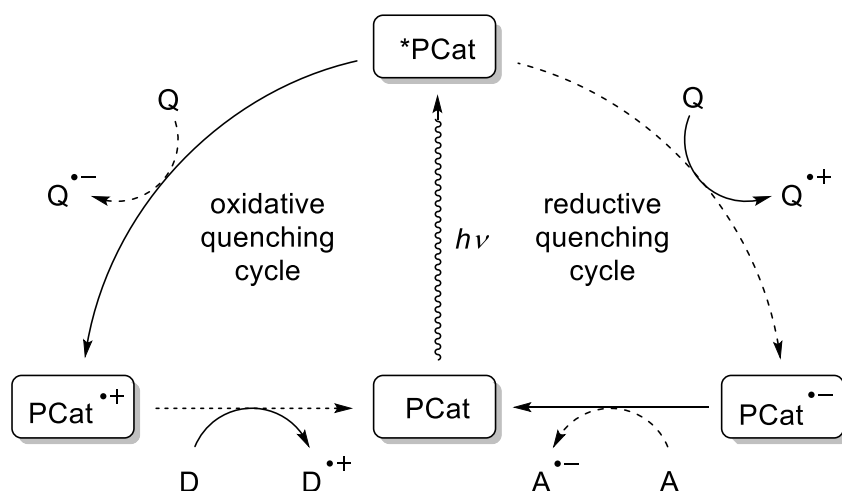 *PCat
Q
Q
Q•−
Q•+
oxidative
quenching
cycle
hν
reductive
quenching
cycle
PCat•+
PCat
PCat•−
D
D•+
A•−
A